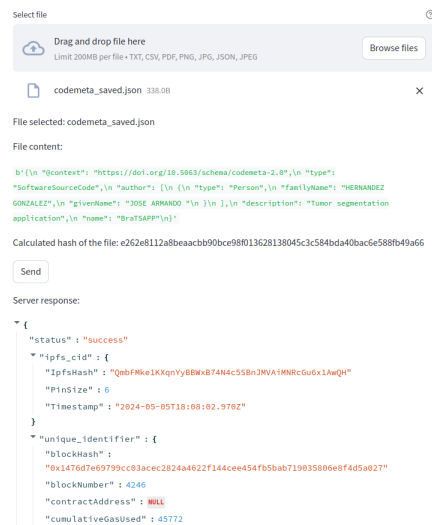 Select file
Drag and drop file here
Limit 200MB per file • TXT, CSV, PDF, PNG, JPG, JSON, JPEG
Browse files
codemeta_saved.json 338.0B
FIle selected: codemeta_saved.json
File content:
b'{\n "@context": "https://doi.org/10.5063/schema/codemeta-2.0",\n "type":
"SoftwareSourceCode",\n "author": [\n {\n "type": "Person",\n "familyName": "HERNANDEZ
GONZALEZ",\n "givenName": "JOSE ARMANDO "\n }\n ],\n "description": "Tumor segmentation
application",\n "name": "BraTSAPP"\n}'
Calculated hash of the file: e262e8112a8beaacbb90bce98f013628138045c3c584bda40bac6e588fb49a66
Send
Server response:
{
"status" : "success"
"ipfs_cid" : {
"IpfsHash" : "QmbFMke1KXqnYyBBWxB74N4c5SBnJMVAiMNRcGu6x1AwQH"
"PinSize" : 6
"Timestamp" : "2024-05-05T18:08:02.970Z"
}
"unique_identifier" : {
"blockHash" :
"0x1476d7e69799cc03acec2824a4622f144cee454fb5bab719035806e8f4d5a027"
"blockNumber" : 4246
"contractAddress" : NULL
"cumulativeGasUsed" : 45772